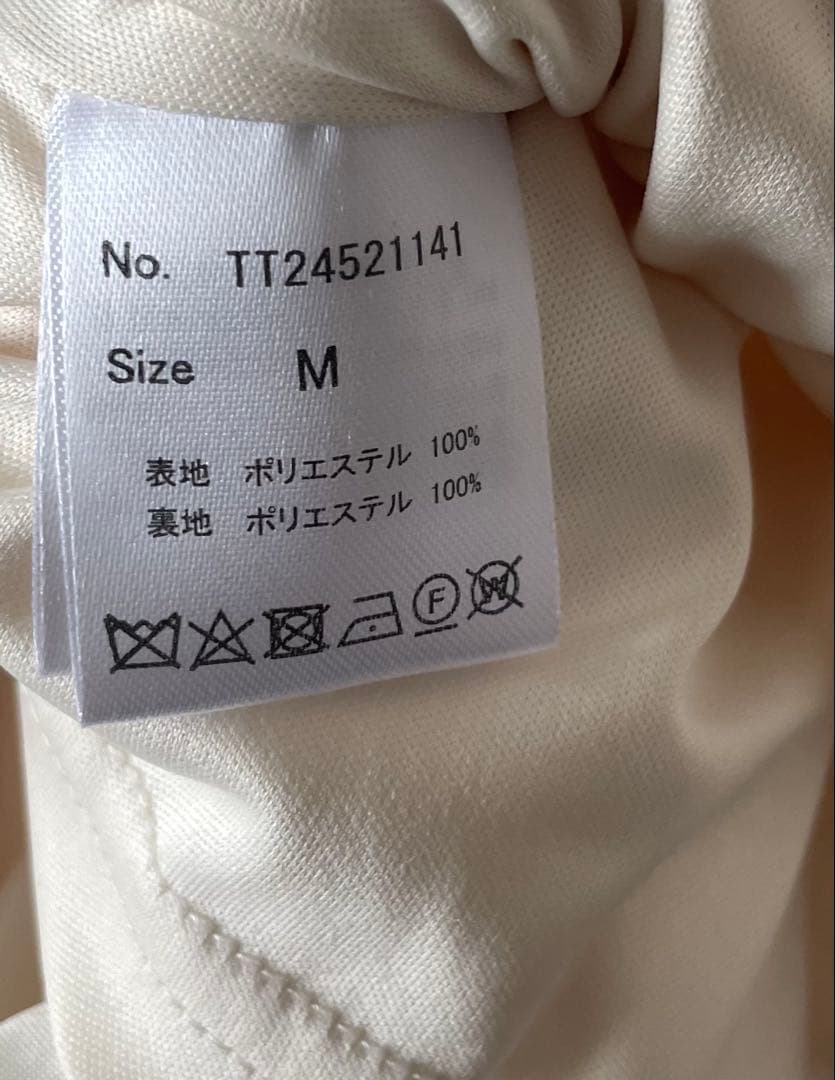 No. TT24521141
Size M
表地 ポリエステル 100%
裏地 ポリエステル 100%
F W